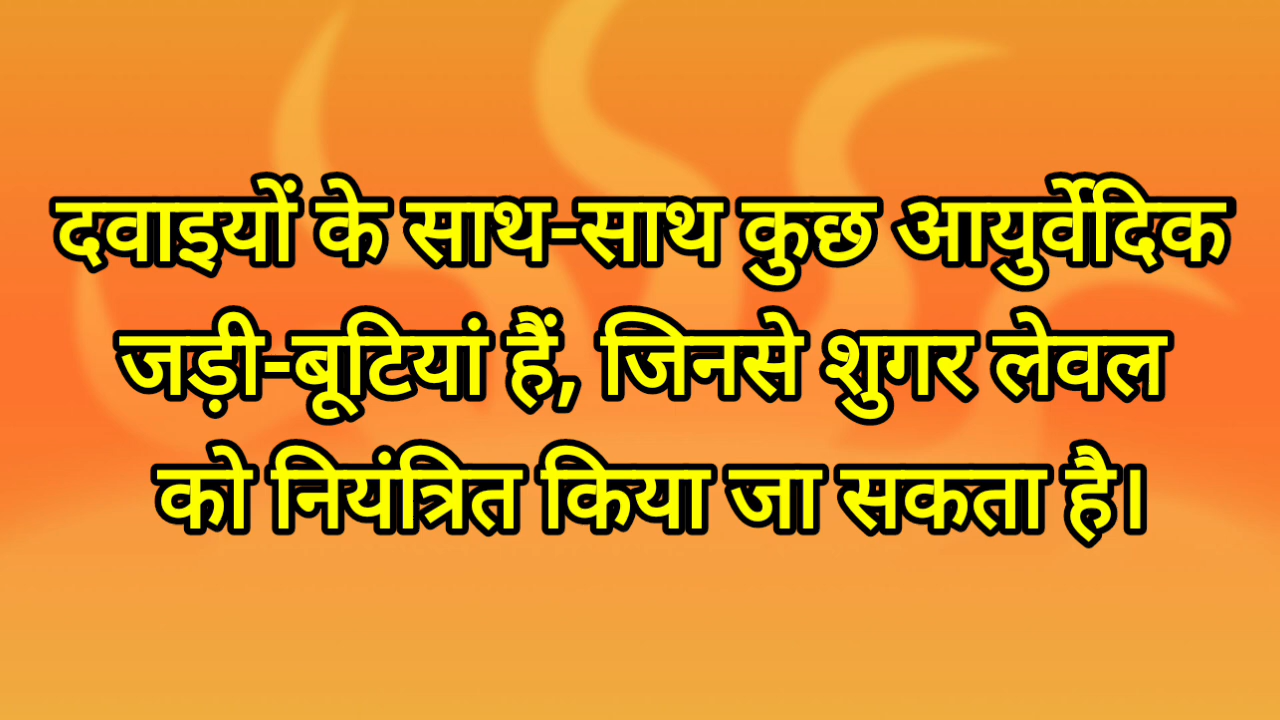 दवाइयों के साथ-साथ कुछ आयुर्वेदिक
जड़ी-बूटियां हैं, जिनसे शुगर लेवल
को नियंत्रित किया जा सकता है।